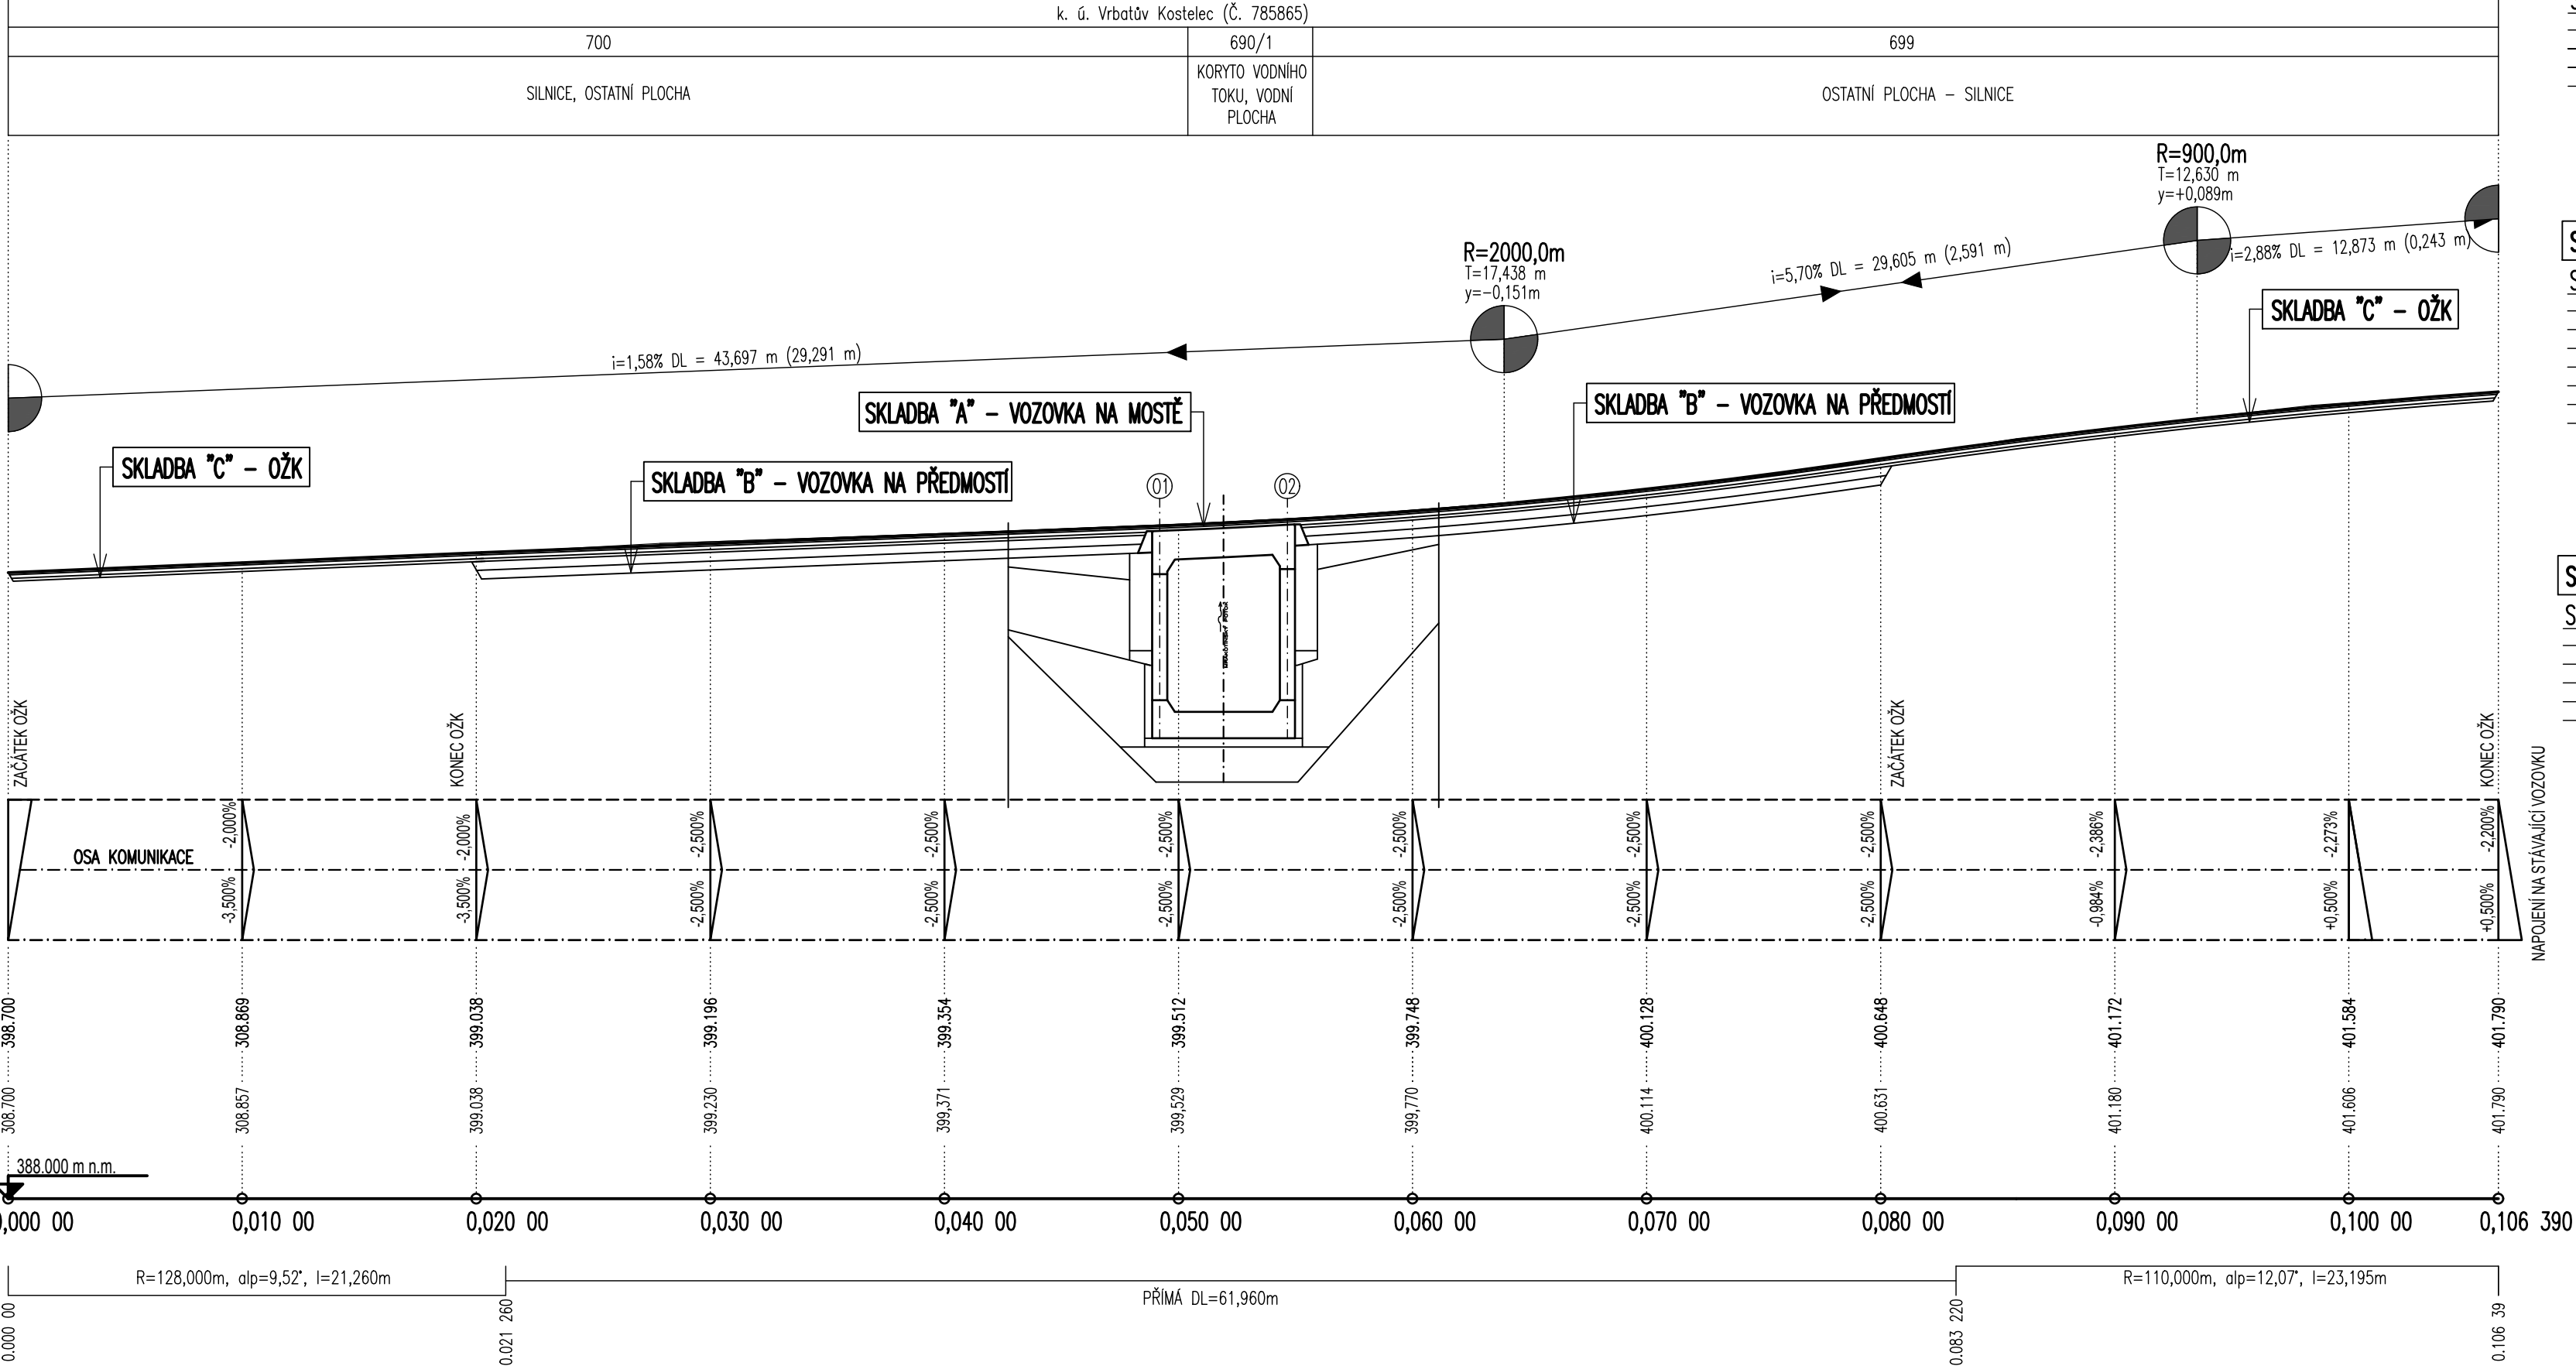 k. ú. Vrbatův Kostelec (Č. 785865)
700
690/1
699
SILNICE, OSTATNÍ PLOCHA
KORYTO VODNÍHO
TOKU, VODNÍ
PLOCHA
OSTATNÍ PLOCHA – SILNICE
R=900,0m
T=12,630 m
y=+0,089m
R=2000,0m
T=17,438 m
y=-0,151m
i=5,70% DL = 29,605 m (2,591 m)
i=2,88% DL = 12,873 m (0,243 m)
i=1,58% DL = 43,697 m (29,291 m)
SKLADBA "C" – OŽK
SKLADBA "A" – VOZOVKA NA MOSTĚ
SKLADBA "B" – VOZOVKA NA PŘEDMOSTÍ
SKLADBA "C" – OŽK
SKLADBA "B" – VOZOVKA NA PŘEDMOSTÍ
O1
O2
ZAČÁTEK OŽK
KONEC OŽK
ZAČÁTEK OŽK
KONEC OŽK
NAPOJENÍ NA STÁVAJÍCÍ VOZOVKU
OSA KOMUNIKACE
-2,000%
-2,000%
-2,500%
-2,500%
-2,500%
-2,500%
-2,500%
-2,500%
-2,386%
-2,273%
-2,200%
-3,500%
-3,500%
-2,500%
-2,500%
-2,500%
-2,500%
-2,500%
-2,500%
-0,984%
+0,500%
+0,500%
398.700
308.869
399.038
399.196
399.354
399.512
399.748
400.128
400.648
401.172
401.584
401.790
308.700
308.857
399.038
399.230
399,371
399,529
399,770
400.114
400.631
401.180
401.606
401.790
388.000 m n.m.
,000 00
0,010 00
0,020 00
0,030 00
0,040 00
0,050 00
0,060 00
0,070 00
0,080 00
0,090 00
0,100 00
0,106 390
R=128,000m, alp=9,52°, l=21,260m
PŘÍMÁ DL=61,960m
R=110,000m, alp=12,07°, l=23,195m
0.000 00
0.021 260
0.083 220
0.106 39